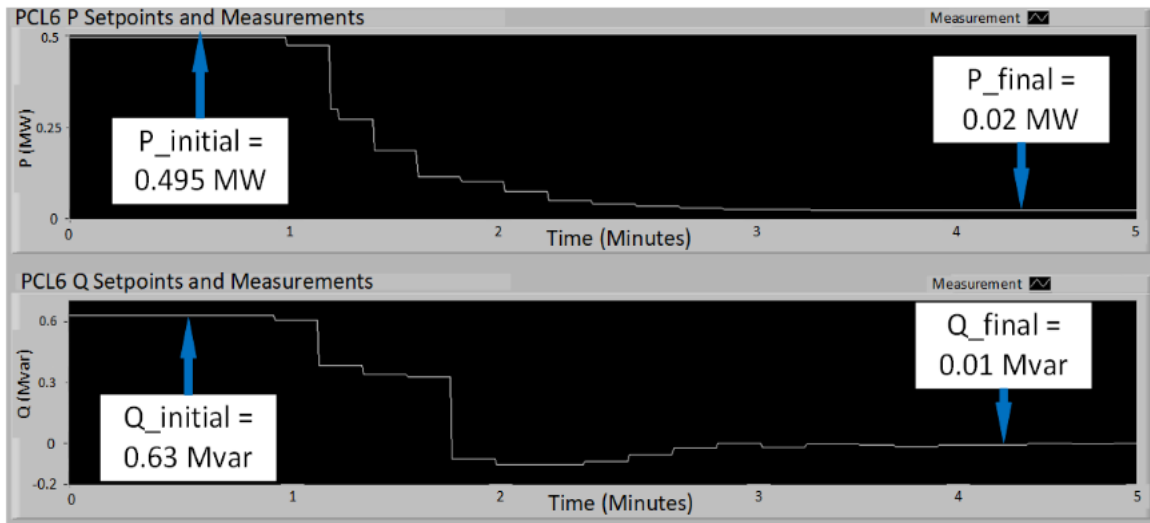 PCL6 P Setpoints and Measurements
Measurement
0.5
0.25
0
P (MW)
P_initial =
0.495 MW
P_final =
0.02 MW
0
1
2
3
4
5
Time (Minutes)
PCL6 Q Setpoints and Measurements
Measurement
0.6
0.3
0
-0.2
Q (Mvar)
Q_initial =
0.63 Mvar
Q_final =
0.01 Mvar
0
1
2
3
4
5
Time (Minutes)